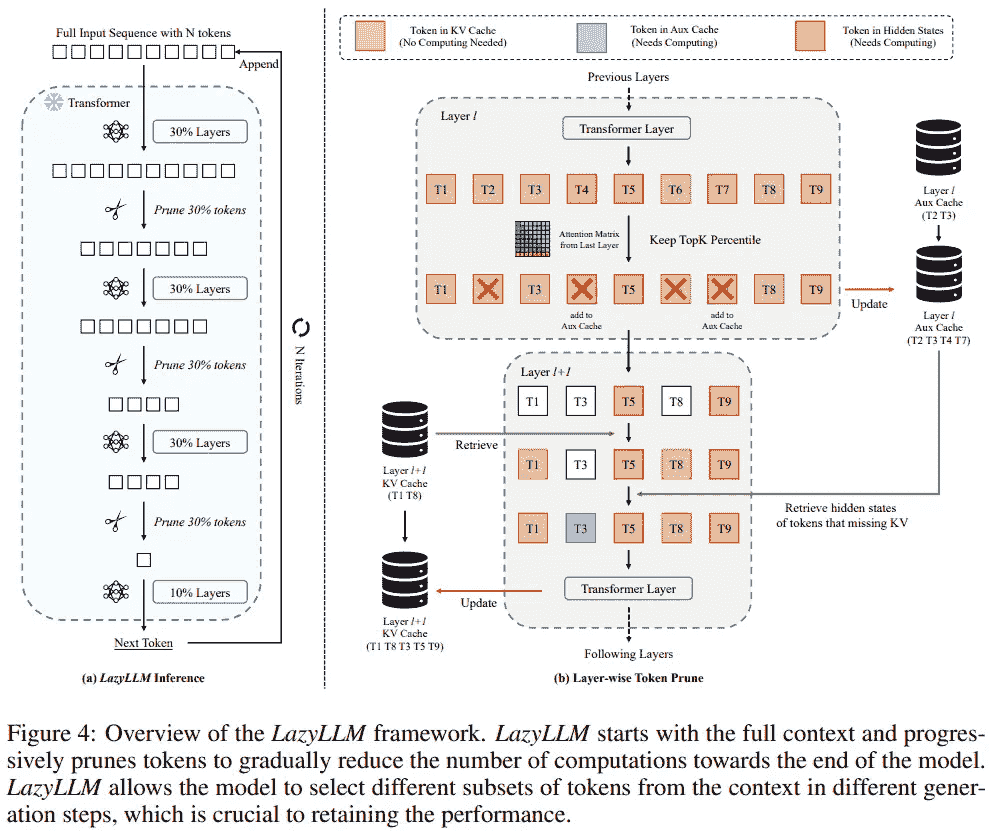 Full Input Sequence with N tokens
Append
Transformer
30% Layers
Prune 30% tokens
30% Layers
Prune 30% tokens
30% Layers
Prune 30% tokens
10% Layers
Next Token
N Iterations
(a) LazyLLM Inference
Token in KV Cache
(No Computing Needed)
Token in Aux Cache
(Needs Computing)
Token in Hidden States
(Needs Computing)
Previous Layers
Layer l
Transformer Layer
T1 T2 T3 T4 T5 T6 T7 T8 T9
Attention Matrix
from Last Layer
Keep TopK Percentile
T1 T3 T5 T8 T9
add to
Aux Cache
add to
Aux Cache
Update
Layer l
Aux Cache
(T2 T3)
Layer l
Aux Cache
(T2 T3 T4 T7)
Layer l+1
T1 T3 T5 T8 T9
Retrieve
Layer l+1
KV Cache
(T1 T8)
T1 T3 T5 T8 T9
Retrieve hidden states
of tokens that missing KV
T1 T3 T5 T8 T9
Transformer Layer
Update
Layer l+1
KV Cache
(T1 T8 T3 T5 T9)
Following Layers
(b) Layer-wise Token Prune
Figure 4: Overview of the LazyLLM framework. LazyLLM starts with the full context and progres-
sively prunes tokens to gradually reduce the number of computations towards the end of the model.
LazyLLM allows the model to select different subsets of tokens from the context in different gener-
ation steps, which is crucial to retaining the performance.